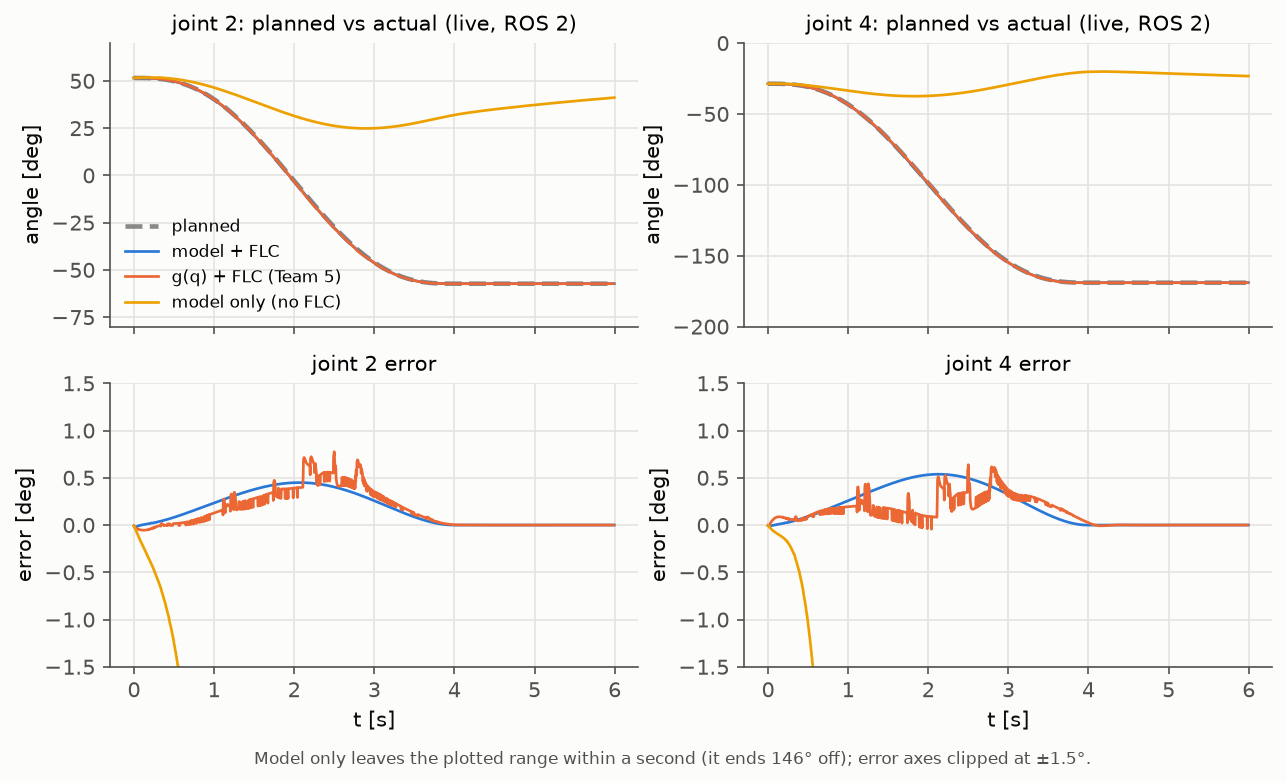 joint 2: planned vs actual (live, ROS 2)
50
25
0
−25
−50
−75
angle [deg]
planned
model + FLC
g(q) + FLC (Team 5)
model only (no FLC)
joint 4: planned vs actual (live, ROS 2)
0
−50
−100
−150
−200
angle [deg]
joint 2 error
1.5
1.0
0.5
0.0
−0.5
−1.0
−1.5
error [deg]
0 1 2 3 4 5 6
t [s]
joint 4 error
1.5
1.0
0.5
0.0
−0.5
−1.0
−1.5
error [deg]
0 1 2 3 4 5 6
t [s]
Model only leaves the plotted range within a second (it ends 146° off); error axes clipped at ±1.5°.